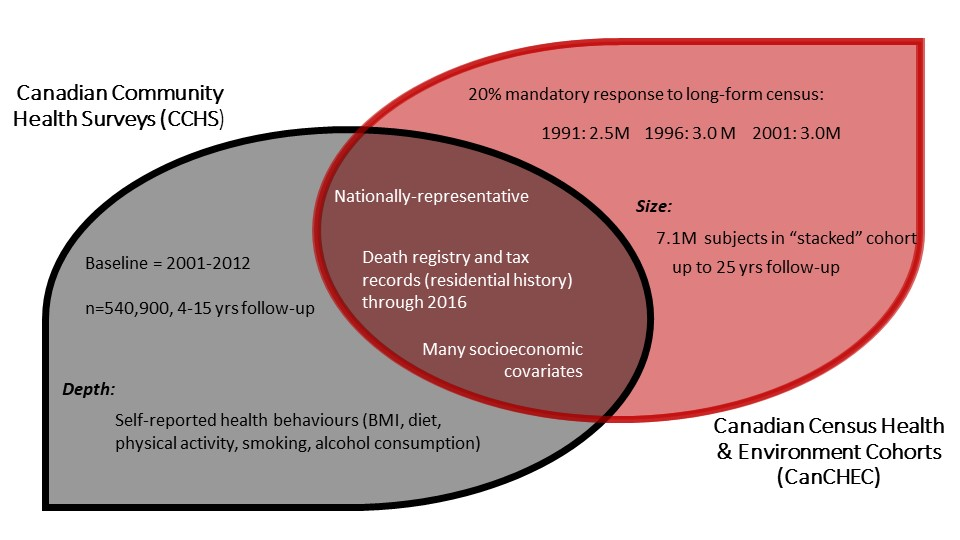 Canadian Community
Health Surveys (CCHS)
20% mandatory response to long-form census:
1991: 2.5M 1996: 3.0 M 2001: 3.0M
Nationally-representative
Size:
7.1M subjects in “stacked” cohort
up to 25 yrs follow-up
Baseline = 2001-2012
n=540,900, 4-15 yrs follow-up
Death registry and tax
records (residential history)
through 2016
Many socioeconomic
covariates
Depth:
Self-reported health behaviours (BMI, diet,
physical activity, smoking, alcohol consumption)
Canadian Census Health
& Environment Cohorts
(CanCHEC)